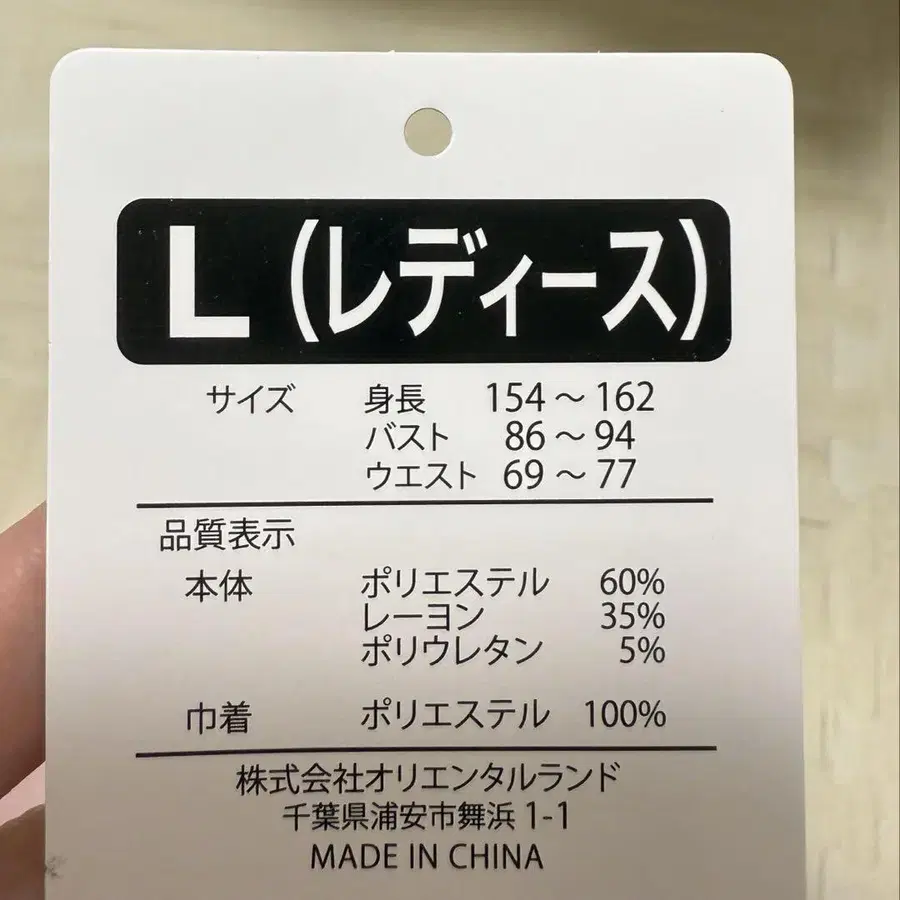 L (レディース)
サイズ 身長 154～162
バスト 86～94
ウエスト 69～77
品質表示
本体 ポリエステル 60%
レーヨン 35%
ポリウレタン 5%
巾着 ポリエステル 100%
株式会社オリエンタルランド
千葉県浦安市舞浜 1-1
MADE IN CHINA